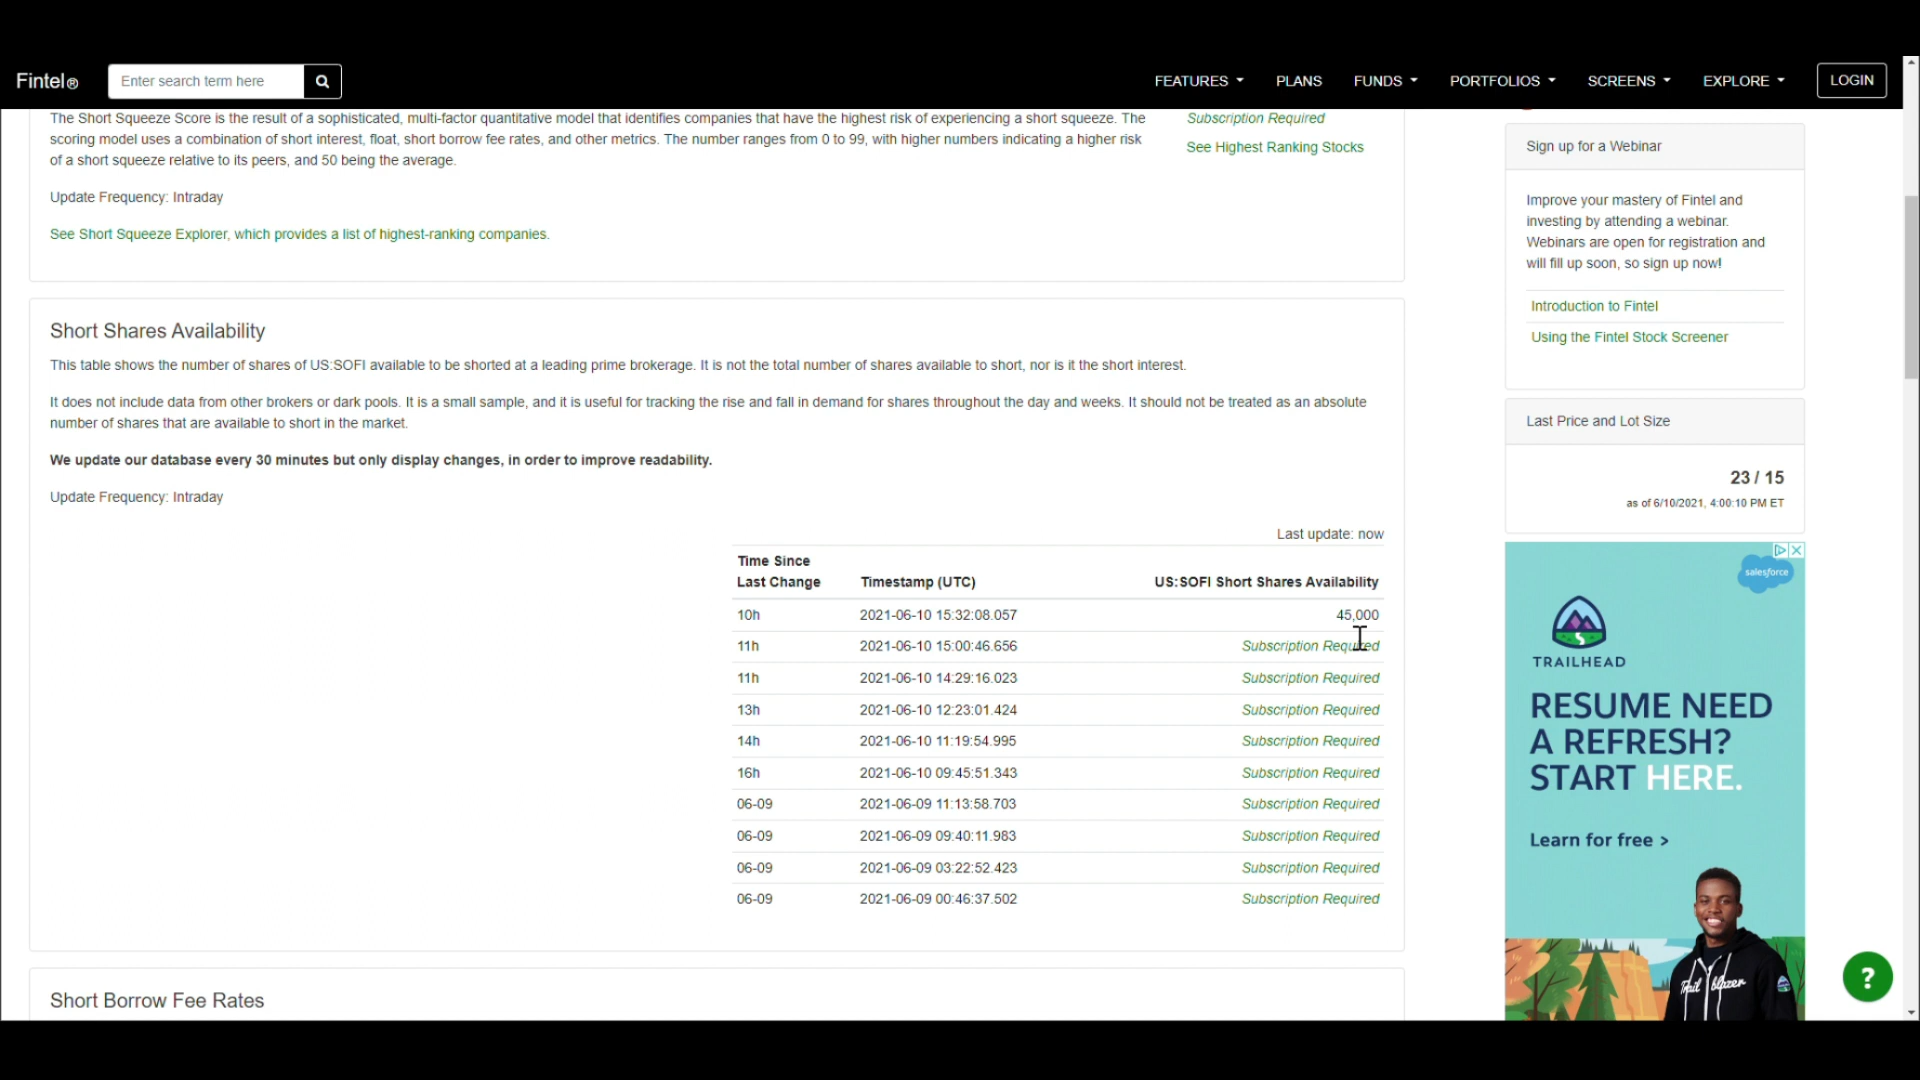 Fintel®
Enter search term here
FEATURES PLANS FUNDS PORTFOLIOS SCREENS EXPLORE LOGIN
The Short Squeeze Score is the result of a sophisticated, multi-factor quantitative model that identifies companies that have the highest risk of experiencing a short squeeze. The
scoring model uses a combination of short interest, float, short borrow fee rates, and other metrics. The number ranges from 0 to 99, with higher numbers indicating a higher risk
of a short squeeze relative to its peers, and 50 being the average.
Update Frequency: Intraday
See Short Squeeze Explorer, which provides a list of highest-ranking companies.
Subscription Required
See Highest Ranking Stocks
Short Shares Availability
This table shows the number of shares of US:SOFI available to be shorted at a leading prime brokerage. It is not the total number of shares available to short, nor is it the short interest.
It does not include data from other brokers or dark pools. It is a small sample, and it is useful for tracking the rise and fall in demand for shares throughout the day and weeks. It should not be treated as an absolute
number of shares that are available to short in the market.
We update our database every 30 minutes but only display changes, in order to improve readability.
Update Frequency: Intraday
Last update: now
Time Since
Last Change Timestamp (UTC) US:SOFI Short Shares Availability
10h 2021-06-10 15:32:08.057 45,000
11h 2021-06-10 15:00:46.656 Subscription Required
11h 2021-06-10 14:29:16.023 Subscription Required
13h 2021-06-10 12:23:01.424 Subscription Required
14h 2021-06-10 11:19:54.995 Subscription Required
16h 2021-06-10 09:45:51.343 Subscription Required
06-09 2021-06-09 11:13:58.703 Subscription Required
06-09 2021-06-09 09:40:11.983 Subscription Required
06-09 2021-06-09 03:22:52.423 Subscription Required
06-09 2021-06-09 00:46:37.502 Subscription Required
Short Borrow Fee Rates
Sign up for a Webinar
Improve your mastery of Fintel and
investing by attending a webinar.
Webinars are open for registration and
will fill up soon, so sign up now!
Introduction to Fintel
Using the Fintel Stock Screener
Last Price and Lot Size
23 / 15
as of 6/10/2021, 4:00:10 PM ET
salesforce
TRAILHEAD
RESUME NEED
A REFRESH?
START HERE.
Learn for free >
Trail blazer
?